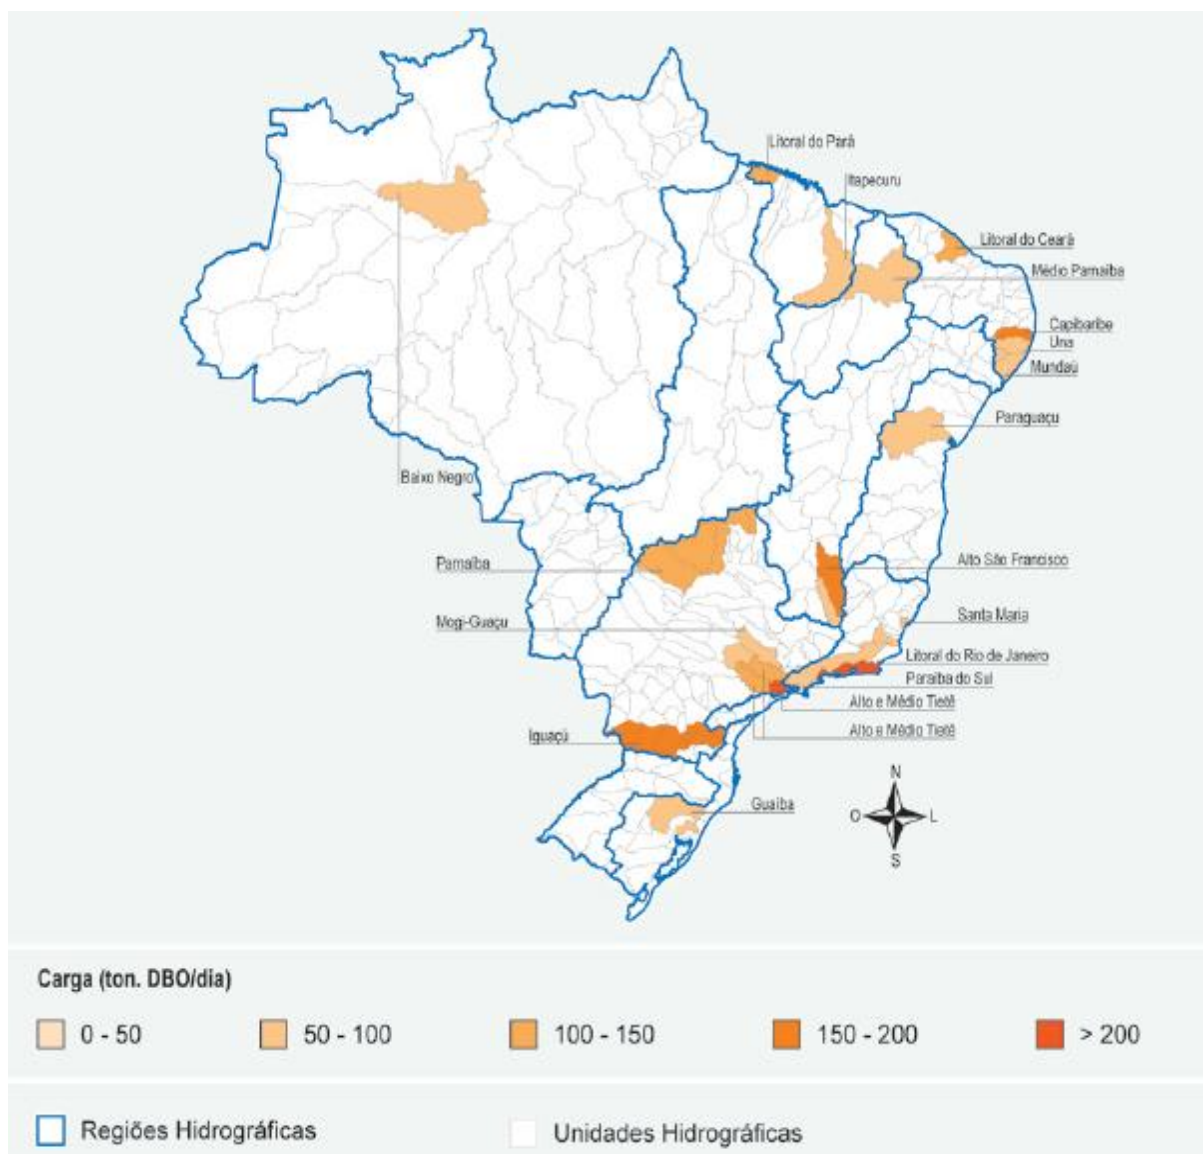 Litoral do Pará
Itapecuru
Litoral do Ceará
Médio Parnaíba
Capibaribe
Una
Mundaú
Paraguaçu
Baixo Negro
Parnaíba
Alto São Francisco
Mogi-Guaçu
Santa Maria
Litoral do Rio de Janeiro
Paraíba do Sul
Alto e Médio Tietê
Alto e Médio Tietê
Iguaçú
Guaíba
N
O
L
S
Carga (ton. DBO/dia)
0 - 50
50 - 100
100 - 150
150 - 200
> 200
Regiões Hidrográficas
Unidades Hidrográficas